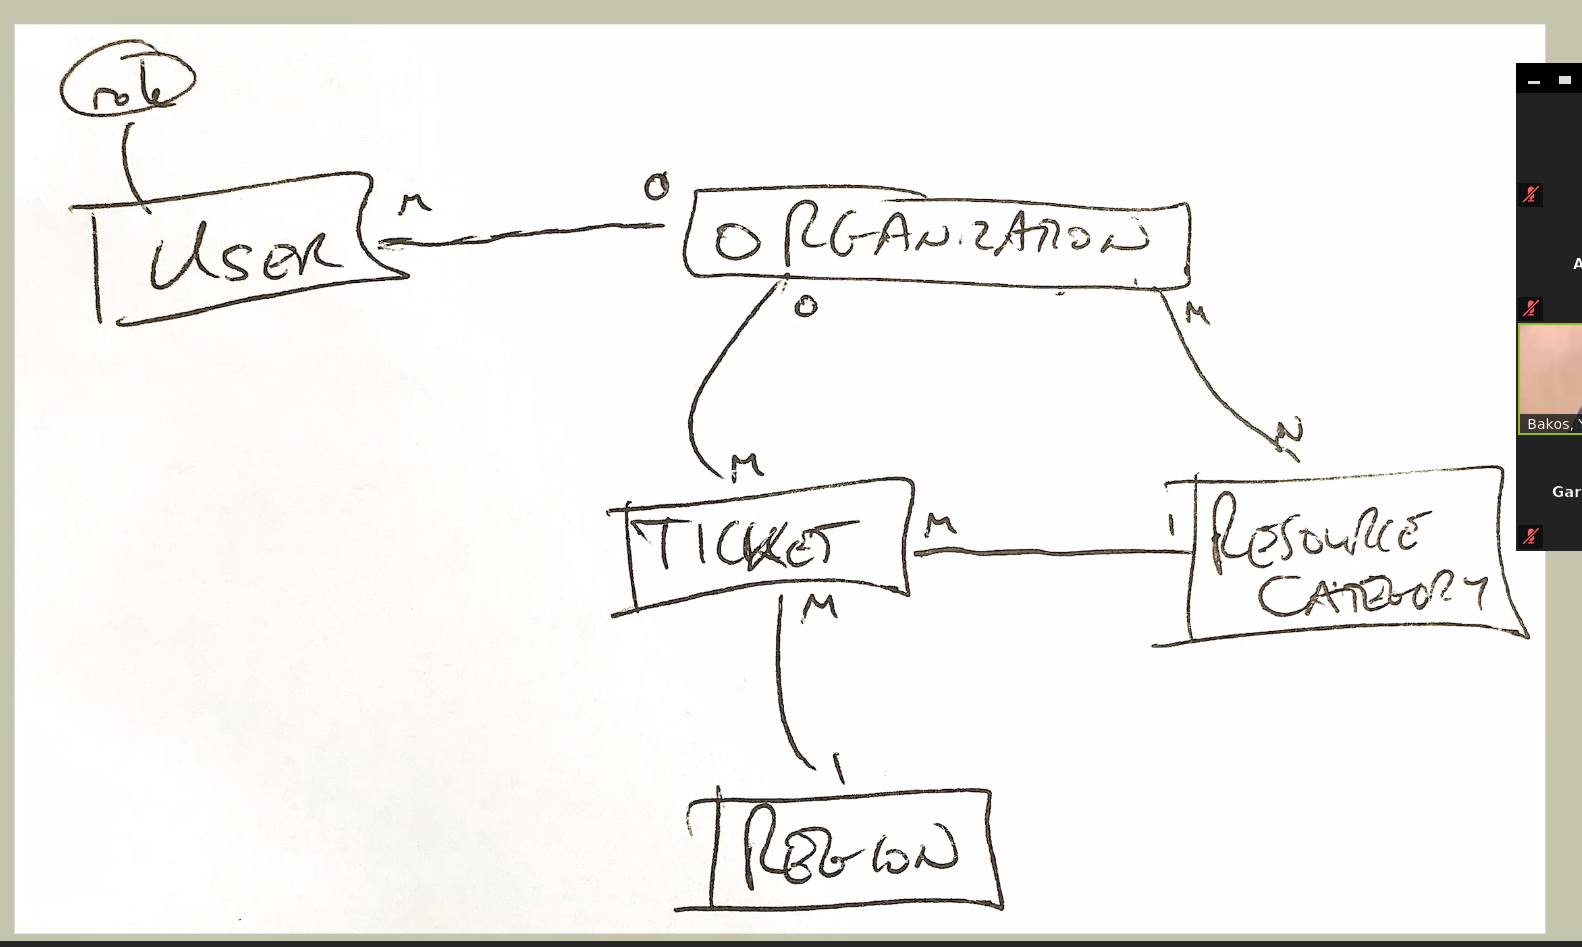 role
USER
M
O
ORGANIZATION
O
M
M
N
TICKET
M
1
RESOURCE
CATEGORY
M
1
REGION
A
Bakos, Y
Gar